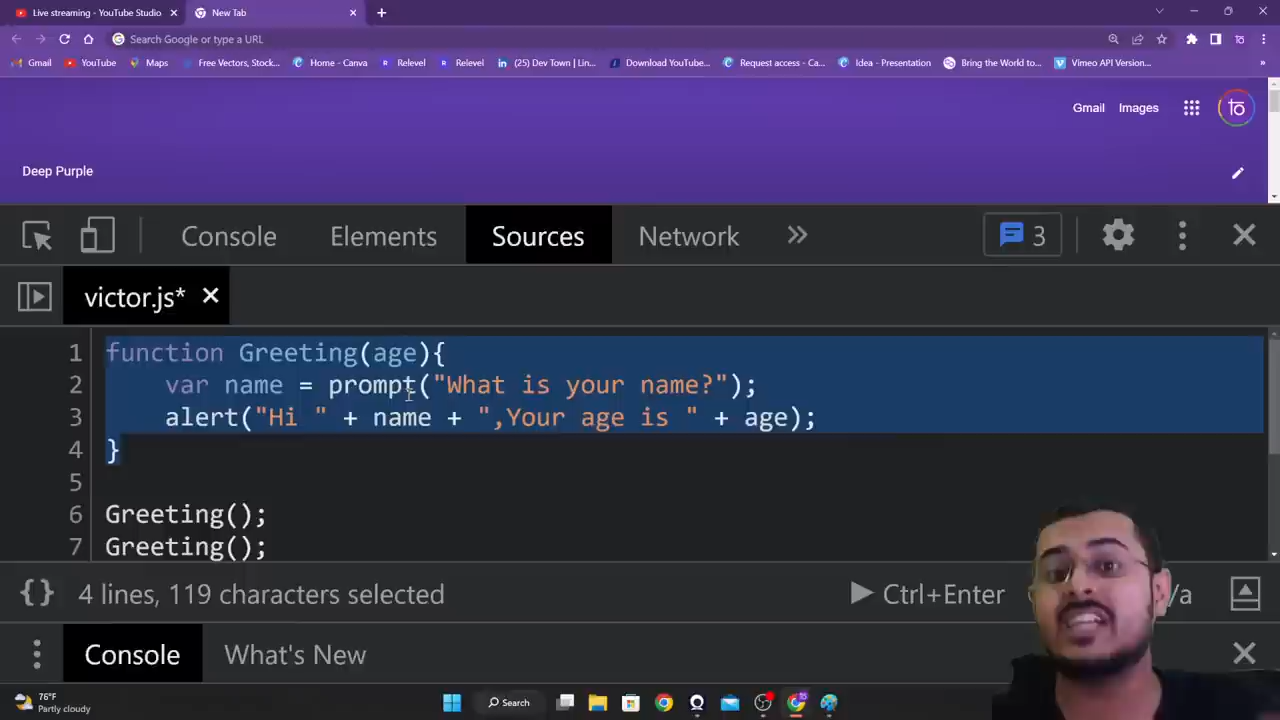 Live streaming - YouTube Studio
New Tab
Search Google or type a URL
Gmail YouTube Maps Free Vectors, Stock... Home - Canva Relevel Relevel (25) Dev Town | Lin... Download YouTube... Request access - Ca... Idea - Presentation Bring the World to... Vimeo API Version...
Gmail Images
Deep Purple
Console Elements Sources Network 3
victor.js*
1 function Greeting(age){
2 var name = prompt("What is your name?");
3 alert("Hi " + name + ",Your age is " + age);
4 }
5
6 Greeting();
7 Greeting();
{} 4 lines, 119 characters selected Ctrl+Enter /a
Console What's New
76°F
Partly cloudy
Search